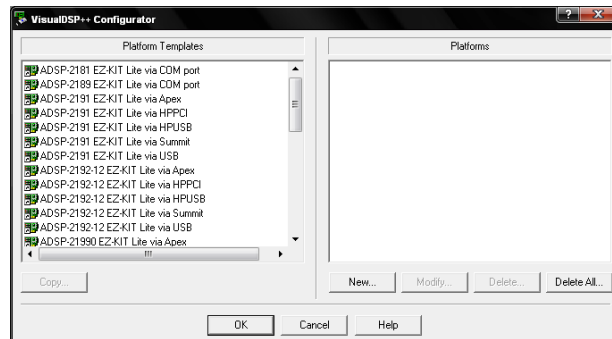 VisualDSP++ Configurator
Platform Templates
ADSP-2181 EZ-KIT Lite via COM port
ADSP-2189 EZ-KIT Lite via COM port
ADSP-2191 EZ-KIT Lite via Apex
ADSP-2191 EZ-KIT Lite via HPPCI
ADSP-2191 EZ-KIT Lite via HPUSB
ADSP-2191 EZ-KIT Lite via Summit
ADSP-2191 EZ-KIT Lite via USB
ADSP-2192-12 EZ-KIT Lite via Apex
ADSP-2192-12 EZ-KIT Lite via HPPCI
ADSP-2192-12 EZ-KIT Lite via HPUSB
ADSP-2192-12 EZ-KIT Lite via Summit
ADSP-2192-12 EZ-KIT Lite via USB
ADSP-21990 EZ-KIT Lite via Apex
Copy...
Platforms
New... Modify... Delete... Delete All...
OK Cancel Help